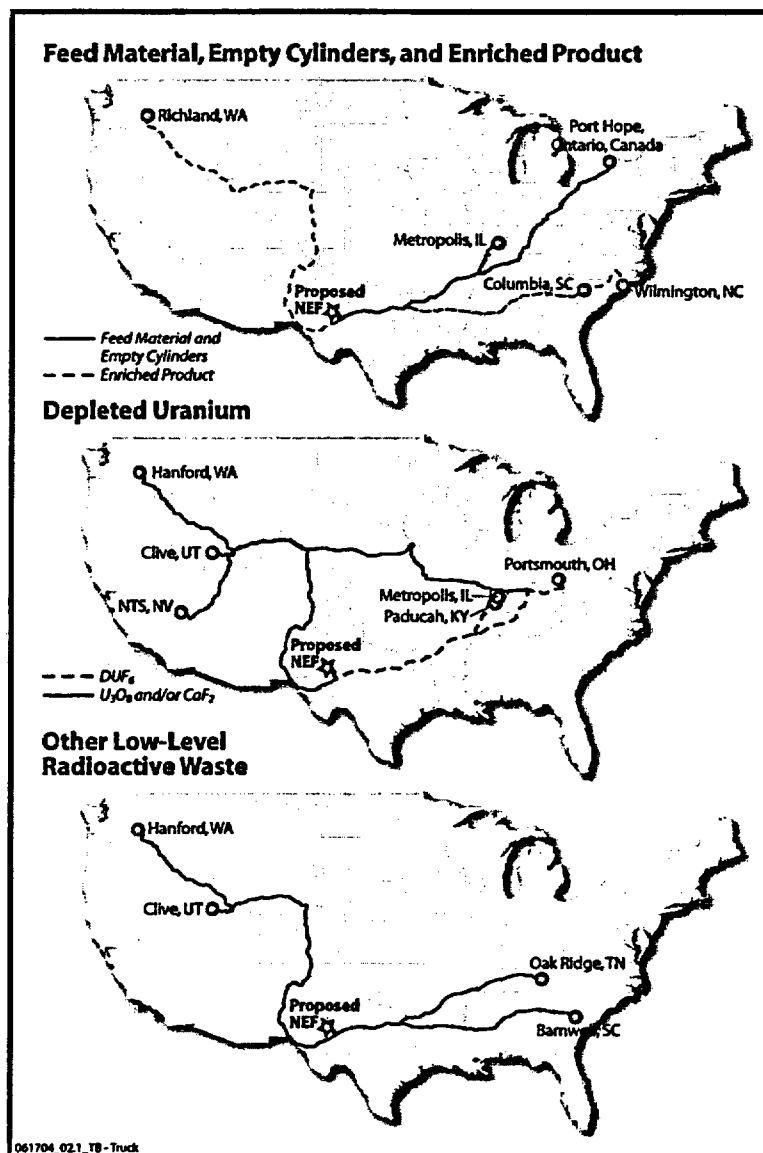 Feed Material, Empty Cylinders, and Enriched Product
Richland, WA
Port Hope,
Ontario, Canada
Metropolis, IL
Columbia, SC
Wilmington, NC
Proposed
NEF
Feed Material and
Empty Cylinders
Enriched Product
Depleted Uranium
Hanford, WA
Clive, UT
Portsmouth, OH
Metropolis, IL
Paducah, KY
NTS, NV
Proposed
NEF
DUF₆
U₃O₈ and/or CaF₂
Other Low-Level
Radioactive Waste
Hanford, WA
Clive, UT
Oak Ridge, TN
Proposed
NEF
Barnwell, SC
061704_02.1_TB - Truck